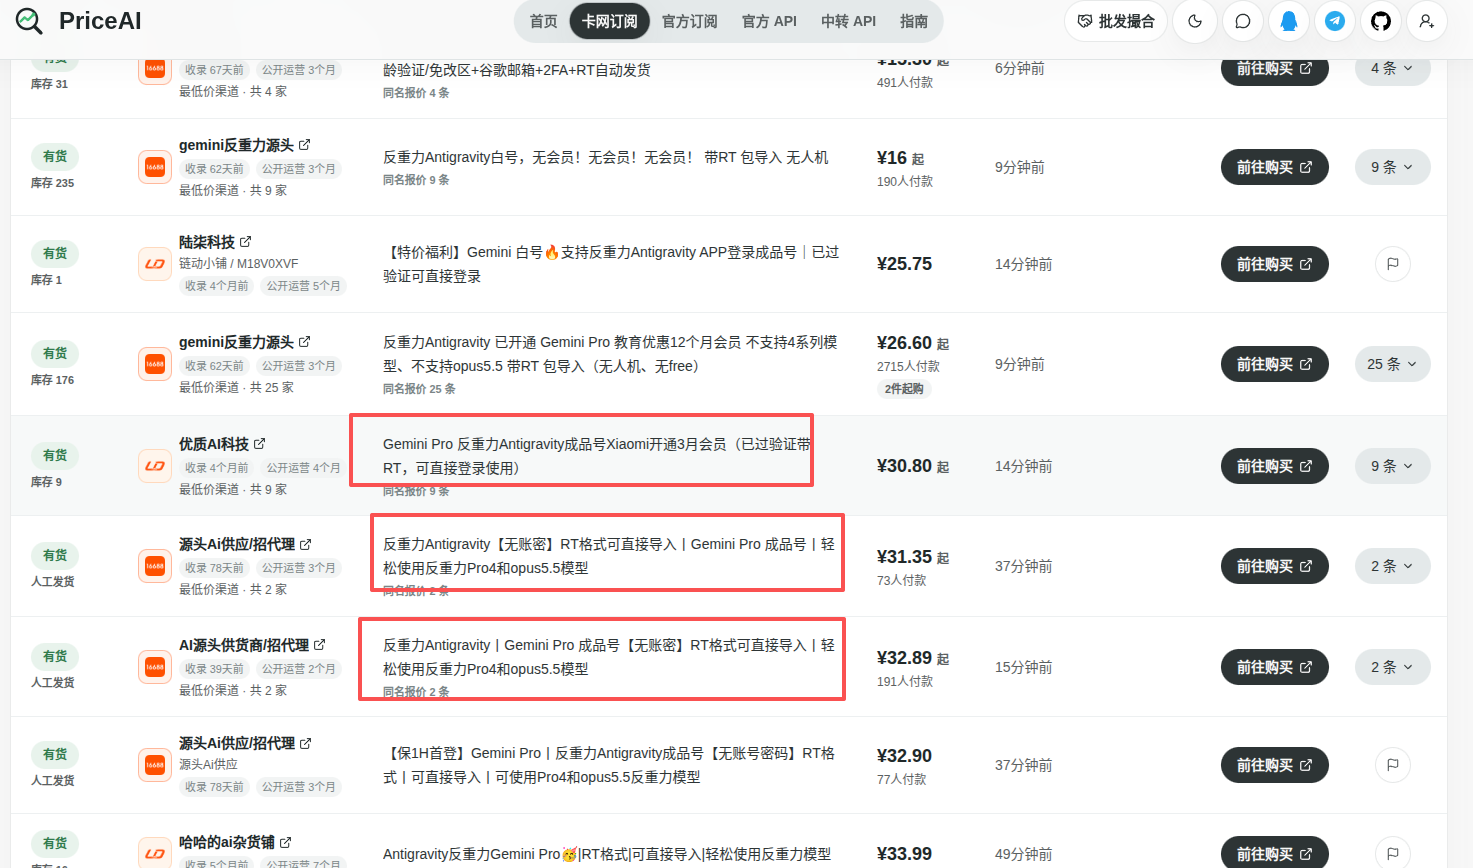 PriceAI
首页 卡网订阅 官方订阅 官方 API 中转 API 指南
批发撮合
库存 31
16688
收录 67天前 公开运营 3个月
最低价渠道 · 共 4 家
龄验证/免改区+谷歌邮箱+2FA+RT自动发货
同名报价 4 条
491人付款
6分钟前
前往购买
4 条
有货
库存 235
16688
gemini反重力源头
收录 62天前 公开运营 3个月
最低价渠道 · 共 9 家
反重力Antigravity白号，无会员！无会员！无会员！ 带RT 包导入 无人机
同名报价 9 条
¥16 起
190人付款
9分钟前
前往购买
9 条
有货
库存 1
陆柒科技
链动小铺 / M18V0XVF
收录 4个月前 公开运营 5个月
【特价福利】Gemini 白号🔥支持反重力Antigravity APP登录成品号｜已过
验证可直接登录
¥25.75
14分钟前
前往购买
有货
库存 176
16688
gemini反重力源头
收录 62天前 公开运营 3个月
最低价渠道 · 共 25 家
反重力Antigravity 已开通 Gemini Pro 教育优惠12个月会员 不支持4系列模
型、不支持opus5.5 带RT 包导入（无人机、无free）
同名报价 25 条
¥26.60 起
2715人付款
2件起购
9分钟前
前往购买
25 条
有货
库存 9
优质AI科技
收录 4个月前 公开运营 4个月
最低价渠道 · 共 9 家
Gemini Pro 反重力Antigravity成品号Xiaomi开通3月会员（已过验证带
RT，可直接登录使用）
同名报价 9 条
¥30.80 起
14分钟前
前往购买
9 条
有货
人工发货
16688
源头Ai供应/招代理
收录 78天前 公开运营 3个月
最低价渠道 · 共 2 家
反重力Antigravity【无账密】RT格式可直接导入丨Gemini Pro 成品号丨轻
松使用反重力Pro4和opus5.5模型
同名报价 2 条
¥31.35 起
73人付款
37分钟前
前往购买
2 条
有货
人工发货
16688
AI源头供货商/招代理
收录 39天前 公开运营 2个月
最低价渠道 · 共 2 家
反重力Antigravity丨Gemini Pro 成品号【无账密】RT格式可直接导入丨轻
松使用反重力Pro4和opus5.5模型
同名报价 2 条
¥32.89 起
191人付款
15分钟前
前往购买
2 条
有货
人工发货
16688
源头Ai供应/招代理
源头Ai供应
收录 78天前 公开运营 3个月
【保1H首登】Gemini Pro丨反重力Antigravity成品号【无账号密码】RT格
式丨可直接导入丨可使用Pro4和opus5.5反重力模型
¥32.90
77人付款
37分钟前
前往购买
有货
哈哈的ai杂货铺
收录 5个月前 公开运营 7个月
Antigravity反重力Gemini Pro🥳|RT格式|可直接导入|轻松使用反重力模型
¥33.99
49分钟前
前往购买